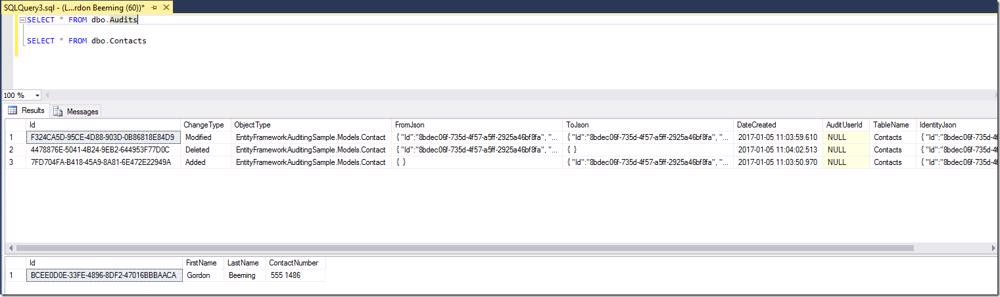 SQLQuery3.sql - (L...rdon Beeming (60))*
SELECT * FROM dbo.Audits
SELECT * FROM dbo.Contacts
100 %
Results Messages
Id ChangeType ObjectType FromJson ToJson DateCreated AuditUserId TableName IdentityJson
1 F324CA5D-95CE-4D88-903D-0B86818E84D9 Modified EntityFramework.AuditingSample.Models.Contact { "Id":"8bdec06f-735d-4f57-a5ff-2925a46bf8fa", "... { "Id":"8bdec06f-735d-4f57-a5ff-2925a46bf8fa", "... 2017-01-05 11:03:59.610 NULL Contacts { "Id":"8bdec06f-735d-4f
2 4478876E-5041-4B24-9EB2-644953F77D0C Deleted EntityFramework.AuditingSample.Models.Contact { "Id":"8bdec06f-735d-4f57-a5ff-2925a46bf8fa", "... { } 2017-01-05 11:04:02.513 NULL Contacts { "Id":"8bdec06f-735d-4f
3 7FD704FA-B418-45A9-8A81-6E472E22949A Added EntityFramework.AuditingSample.Models.Contact { } { "Id":"8bdec06f-735d-4f57-a5ff-2925a46bf8fa", "... 2017-01-05 11:03:50.970 NULL Contacts { "Id":"8bdec06f-735d-4f
Id FirstName LastName ContactNumber
1 BCEE0D0E-33FE-4896-8DF2-47016BBBAACA Gordon Beeming 555 1486